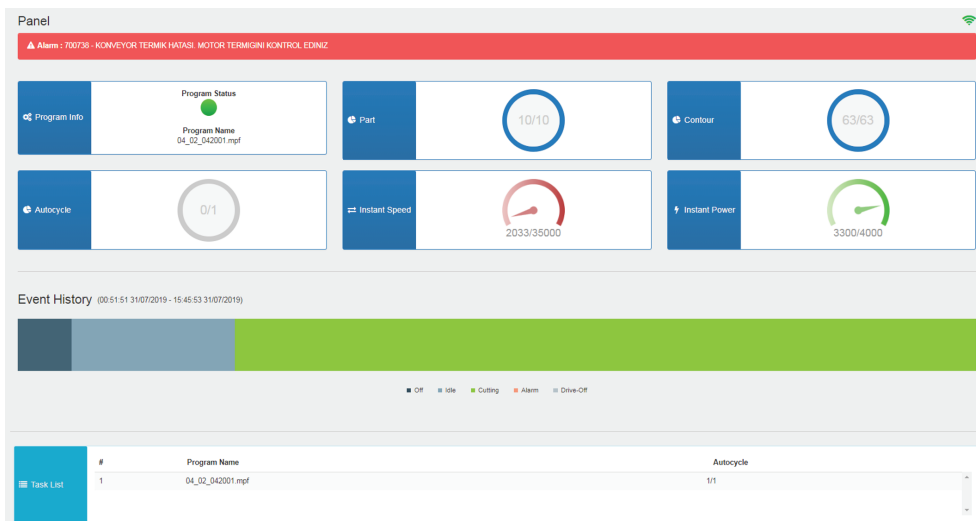 Panel
Alarm : 700738 - KONVEYOR TERMIK HATASI. MOTOR TERMIGINI KONTROL EDINIZ
Program Info
Program Status
Program Name
04_02_042001.mpf
Part
10/10
Contour
63/63
Autocycle
0/1
Instant Speed
2033/35000
Instant Power
3300/4000
Event History (00:51:51 31/07/2019 - 15:45:53 31/07/2019)
Off Idle Cutting Alarm Drive-Off
Task List
# Program Name Autocycle
1 04_02_042001.mpf 1/1